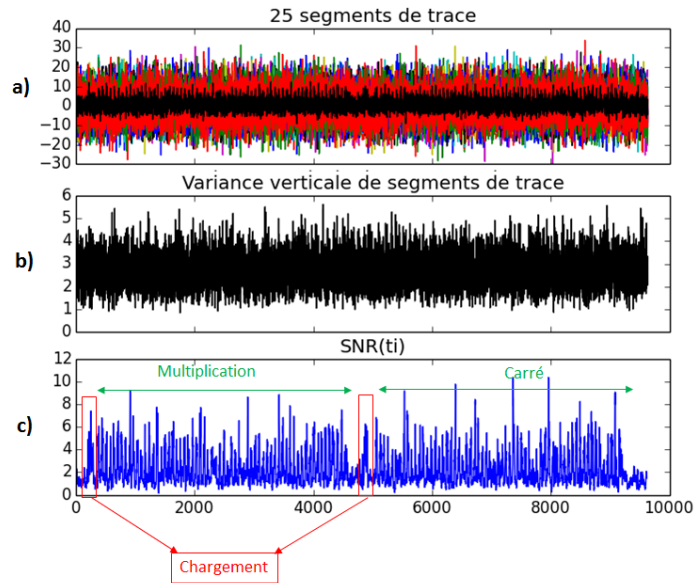 25 segments de trace
a)
40
30
20
10
0
−10
−20
−30
Variance verticale de segments de trace
b)
6
5
4
3
2
1
0
SNR(ti)
c)
12
10
8
6
4
2
0
Multiplication
Carré
0 2000 4000 6000 8000 10000
Chargement